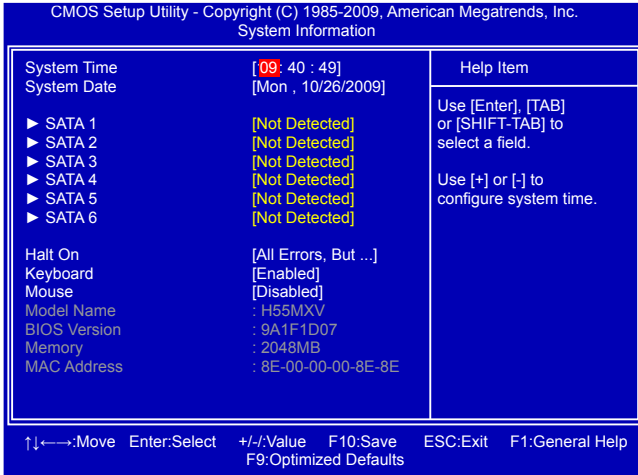 CMOS Setup Utility - Copyright (C) 1985-2009, American Megatrends, Inc.
System Information
System Time [ 09: 40 : 49]
System Date [Mon , 10/26/2009]
► SATA 1 [Not Detected]
► SATA 2 [Not Detected]
► SATA 3 [Not Detected]
► SATA 4 [Not Detected]
► SATA 5 [Not Detected]
► SATA 6 [Not Detected]
Halt On [All Errors, But ...]
Keyboard [Enabled]
Mouse [Disabled]
Model Name : H55MXV
BIOS Version : 9A1F1D07
Memory : 2048MB
MAC Address : 8E-00-00-00-8E-8E
Help Item
Use [Enter], [TAB]
or [SHIFT-TAB] to
select a field.
Use [+] or [-] to
configure system time.
↑↓←→:Move Enter:Select +/-/:Value F10:Save ESC:Exit F1:General Help
F9:Optimized Defaults